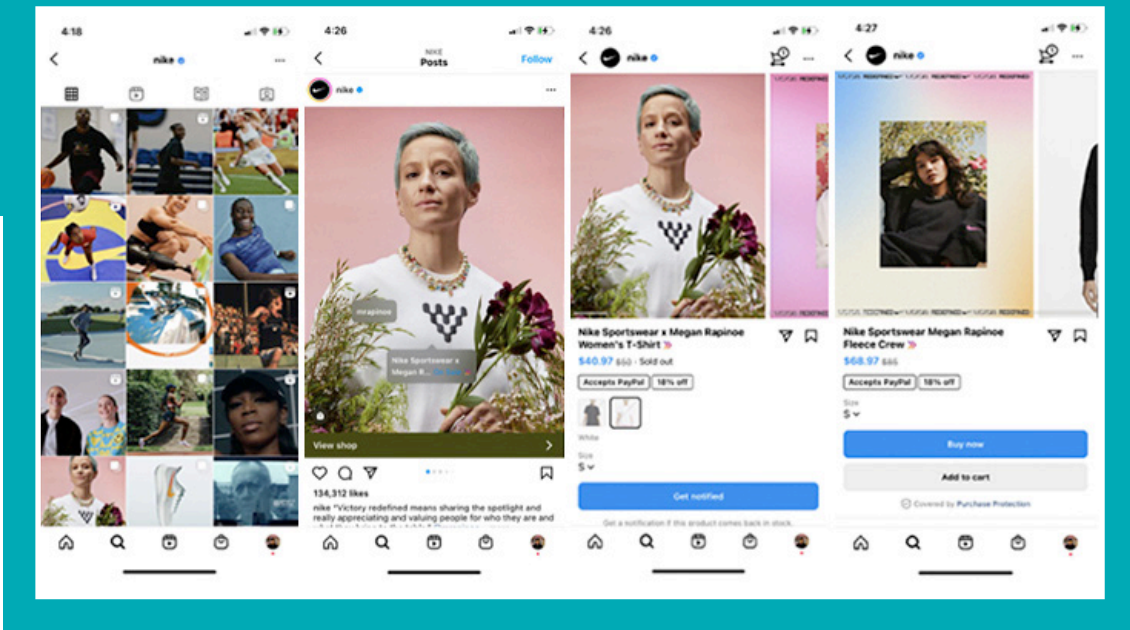 4:18
nike
4:26
NIKE
Posts
Follow
nike
mrapinoe
Nike Sportswear x
Megan R...
View shop
134,312 likes
nike "Victory redefined means sharing the spotlight and
really appreciating and valuing people for who they are and
4:26
nike
Nike Sportswear x Megan Rapinoe
Women's T-Shirt
$40.97 $50 · Sold out
Accepts PayPal
18% off
White
Size
S
Get notified
Get a notification if this product comes back in stock.
4:27
nike
Nike Sportswear Megan Rapinoe
Fleece Crew
$68.97 $85
Accepts PayPal
18% off
Size
S
Buy now
Add to cart
Covered by Purchase Protection